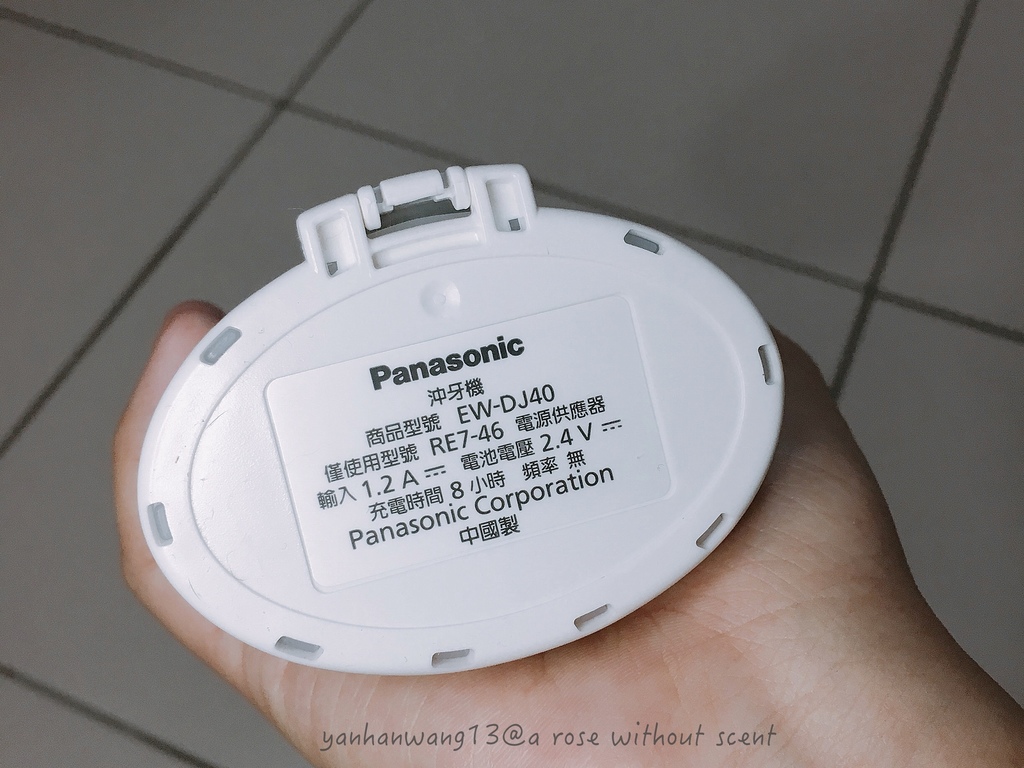 Panasonic
沖牙機
商品型號 EW-DJ40
僅使用型號 RE7-46 電源供應器
輸入 1.2 A ⎓ 電池電壓 2.4 V ⎓
充電時間 8 小時 頻率 無
Panasonic Corporation
中國製
yanhanwang13@a rose without scent